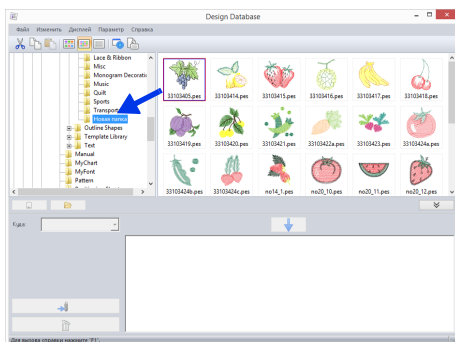 Design Database
Файл Изменить Дисплей Параметр Справка
Lace & Ribbon
Misc
Monogram Decorati
Music
Quilt
Sports
Transport
Новая папка
Outline Shapes
Template Library
Text
Manual
MyChart
MyFont
Pattern
33103405.pes 33103414.pes 33103415.pes 33103416.pes 33103417.pes 33103418.pes
33103419.pes 33103420.pes 33103421.pes 33103422a.pes 33103423.pes 33103424a.pes
33103424b.pes 33103424c.pes no14_1.pes no20_10.pes no20_11.pes no20_12.pes
Куда:
Для вызова справки нажмите "F1".